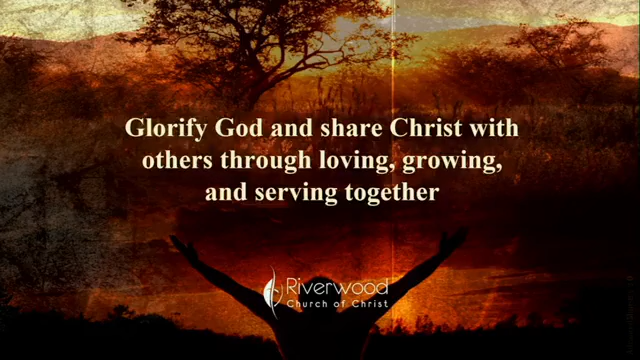 Glorify God and share Christ with
others through loving, growing,
and serving together
Riverwood
Church of Christ